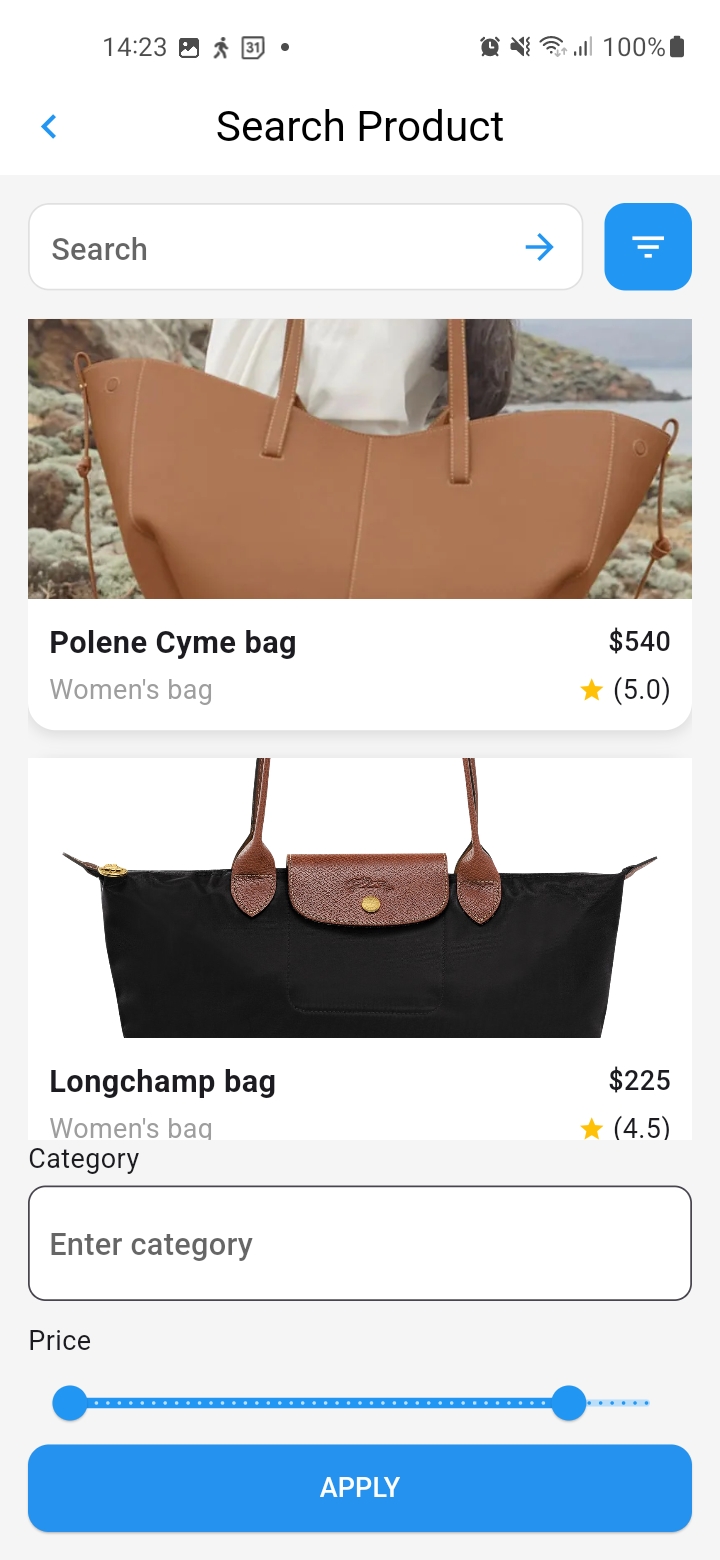 14:23 31 100%
Search Product
Search
Polene Cyme bag $540
Women's bag (5.0)
Longchamp bag $225
Women's bag (4.5)
Category
Enter category
Price
APPLY